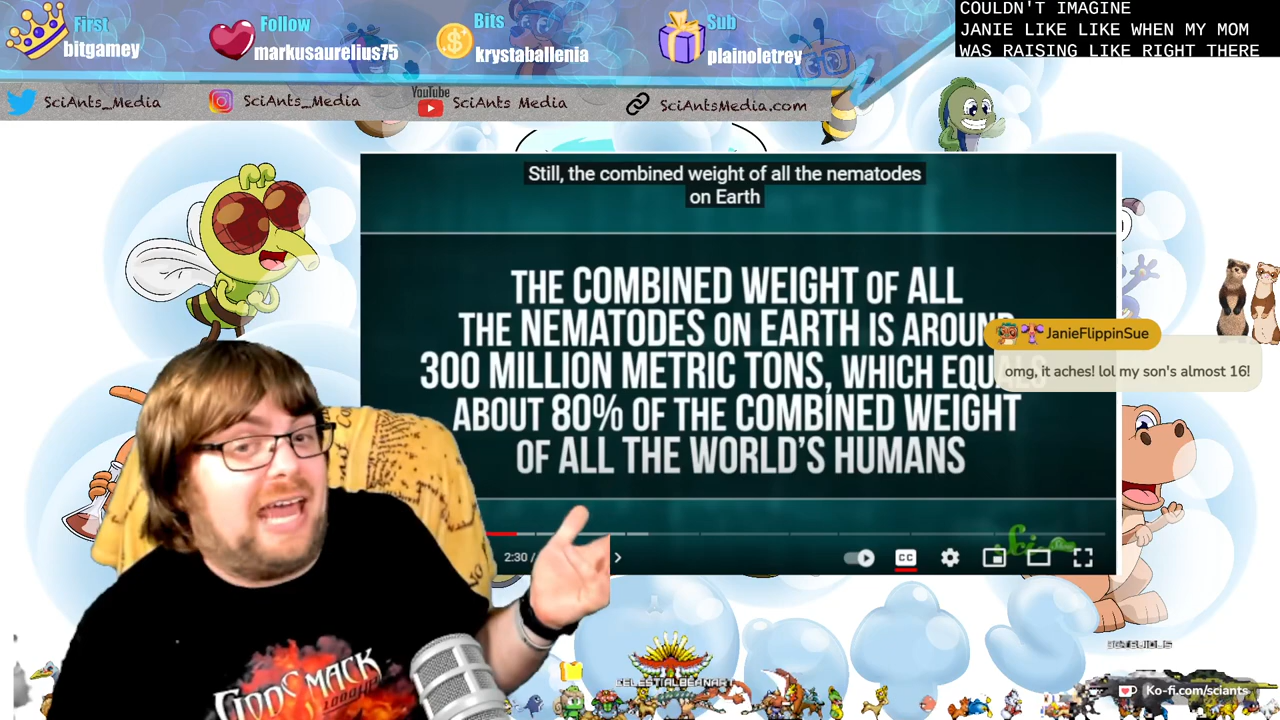 First
bitgamey
Follow
markusaurelius75
Bits
krystaballenia
Sub
plainoletrey
COULDN'T IMAGINE
JANIE LIKE LIKE WHEN MY MOM
WAS RAISING LIKE RIGHT THERE
SciAnts_Media
SciAnts_Media
YouTube
SciAnts Media
SciAntsMedia.com
Still, the combined weight of all the nematodes
on Earth
THE COMBINED WEIGHT OF ALL
THE NEMATODES ON EARTH IS AROUND
300 MILLION METRIC TONS, WHICH EQUALS
ABOUT 80% OF THE COMBINED WEIGHT
OF ALL THE WORLD'S HUMANS
JanieFlippinSue
omg, it aches! lol my son's almost 16!
2:30 /
CC
GODSMACK
CELESTIALBEANART
Ko-fi.com/sciants